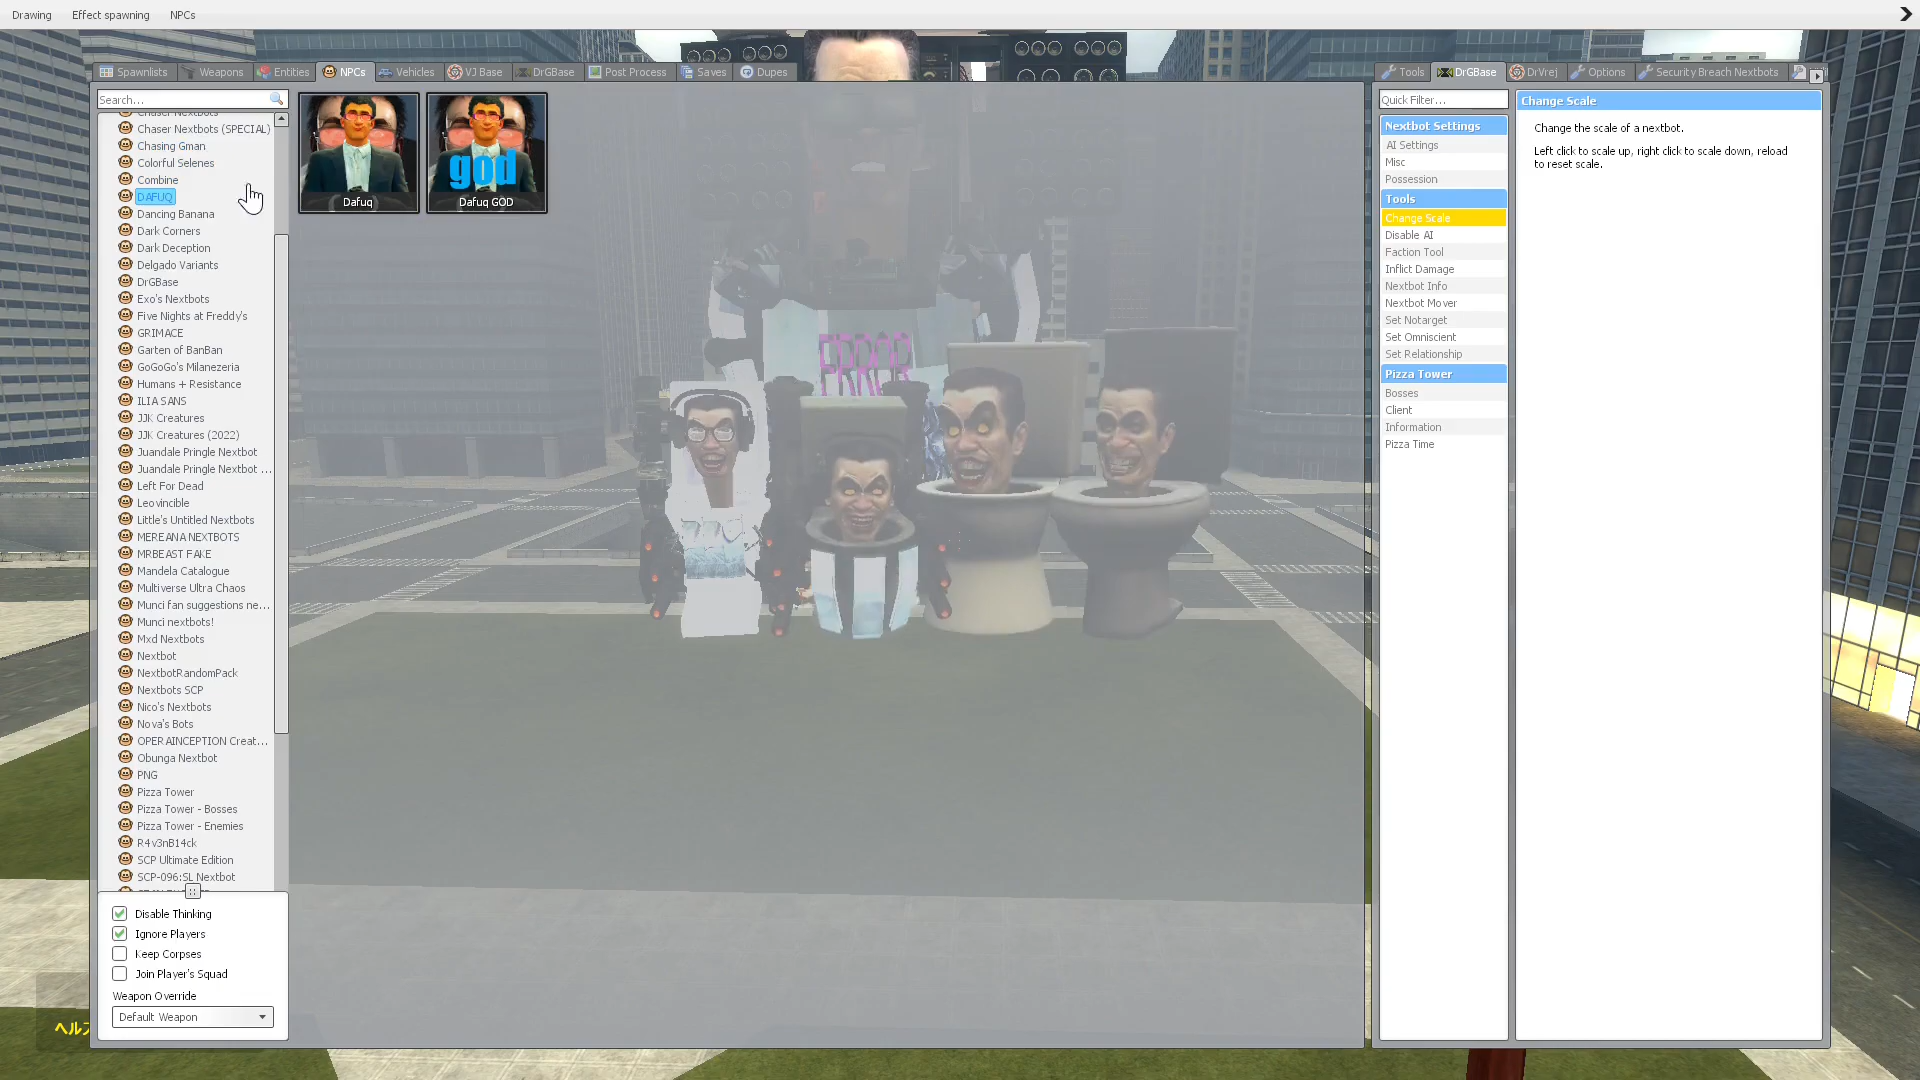 Drawing
Effect spawning
NPCs
Spawnlists
Weapons
Entities
NPCs
Vehicles
VJ Base
DrGBase
Post Process
Saves
Dupes
Search...
Chaser Nextbots
Chaser Nextbots (SPECIAL)
Chasing Gman
Colorful Selenes
Combine
DAFUQ
Dancing Banana
Dark Corners
Dark Deception
Delgado Variants
DrGBase
Exo's Nextbots
Five Nights at Freddy's
GRIMACE
Garten of BanBan
GoGoGo's Milanezeria
Humans + Resistance
ILIA SANS
JJK Creatures
JJK Creatures (2022)
Juandale Pringle Nextbot
Juandale Pringle Nextbot ...
Left For Dead
Leovincible
Little's Untitled Nextbots
MEREANA NEXTBOTS
MRBEAST FAKE
Mandela Catalogue
Multiverse Ultra Chaos
Munci fan suggestions ne...
Munci nextbots!
Mxd Nextbots
Nextbot
NextbotRandomPack
Nextbots SCP
Nico's Nextbots
Nova's Bots
OPERAINCEPTION Creat...
Obunga Nextbot
PNG
Pizza Tower
Pizza Tower - Bosses
Pizza Tower - Enemies
R4v3nB14ck
SCP Ultimate Edition
SCP-096:SL Nextbot
Disable Thinking
Ignore Players
Keep Corpses
Join Player's Squad
Weapon Override
Default Weapon
ヘル
Dafuq
god
Dafuq GOD
ERROR
Tools
DrGBase
DrVrej
Options
Security Breach Nextbots
Quick Filter...
Nextbot Settings
AI Settings
Misc
Possession
Tools
Change Scale
Disable AI
Faction Tool
Inflict Damage
Nextbot Info
Nextbot Mover
Set Notarget
Set Omniscient
Set Relationship
Pizza Tower
Bosses
Client
Information
Pizza Time
Change Scale
Change the scale of a nextbot.
Left click to scale up, right click to scale down, reload
to reset scale.